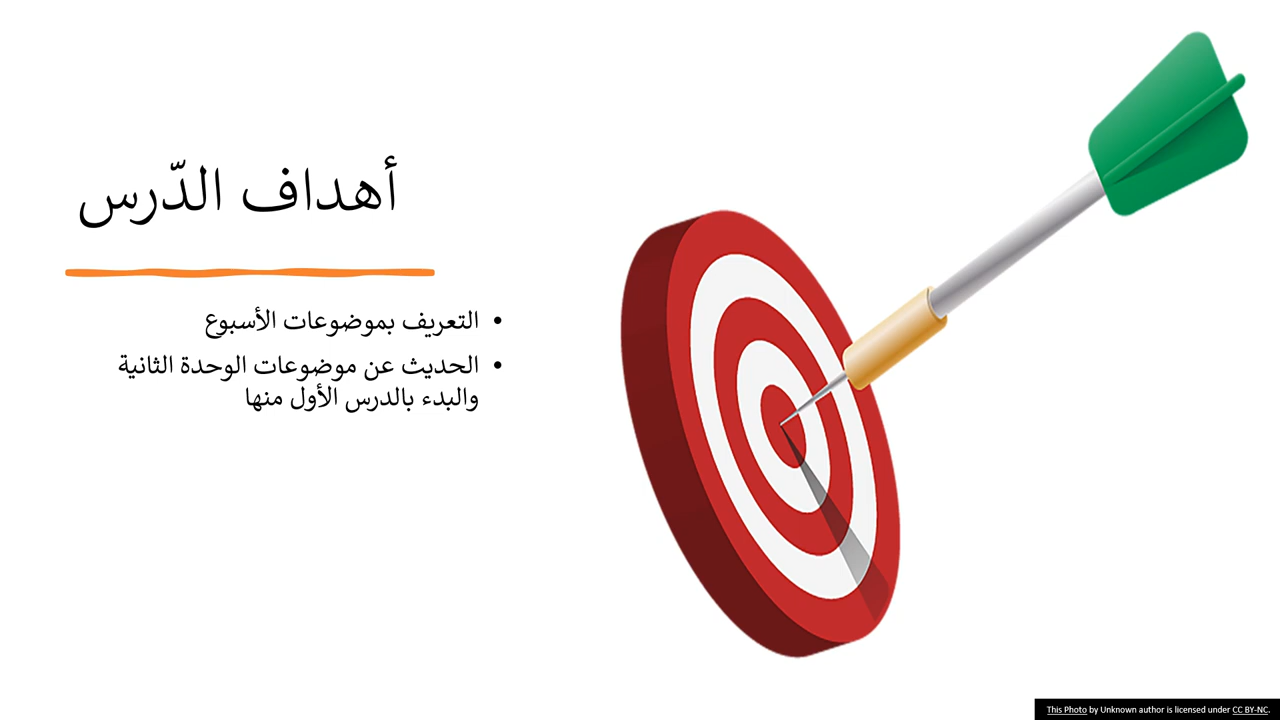 أهداف الدّرس
• التعريف بموضوعات الأسبوع
• الحديث عن موضوعات الوحدة الثانية
والبدء بالدرس الأول منها
This Photo by Unknown author is licensed under CC BY-NC.